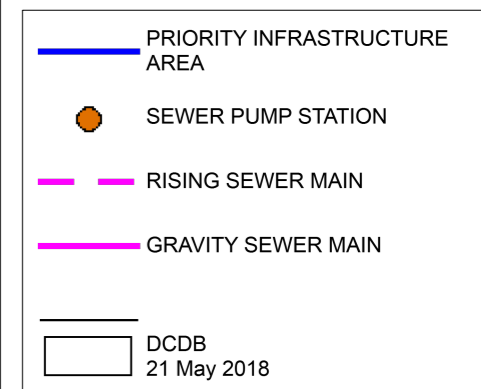 PRIORITY INFRASTRUCTURE
AREA
SEWER PUMP STATION
RISING SEWER MAIN
GRAVITY SEWER MAIN
DCDB
21 May 2018